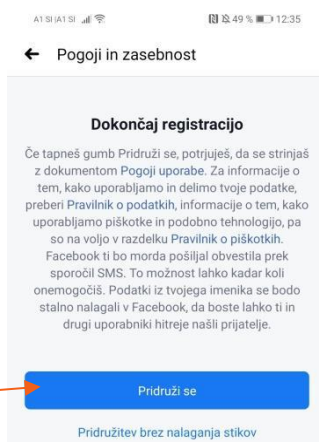 A1 SI |A1 SI 49 % 12:35
Pogoji in zasebnost
Dokončaj registracijo
Če tapneš gumb Pridruži se, potrjuješ, da se strinjaš
z dokumentom Pogoji uporabe. Za informacije o
tem, kako uporabljamo in delimo tvoje podatke,
preberi Pravilnik o podatkih, informacije o tem, kako
uporabljamo piškotke in podobno tehnologijo, pa
so na voljo v razdelku Pravilnik o piškotkih.
Facebook ti bo morda pošiljal obvestila prek
sporočil SMS. To možnost lahko kadar koli
onemogočiš. Podatki iz tvojega imenika se bodo
stalno nalagali v Facebook, da boste lahko ti in
drugi uporabniki hitreje našli prijatelje.
Pridruži se
Pridružitev brez nalaganja stikov